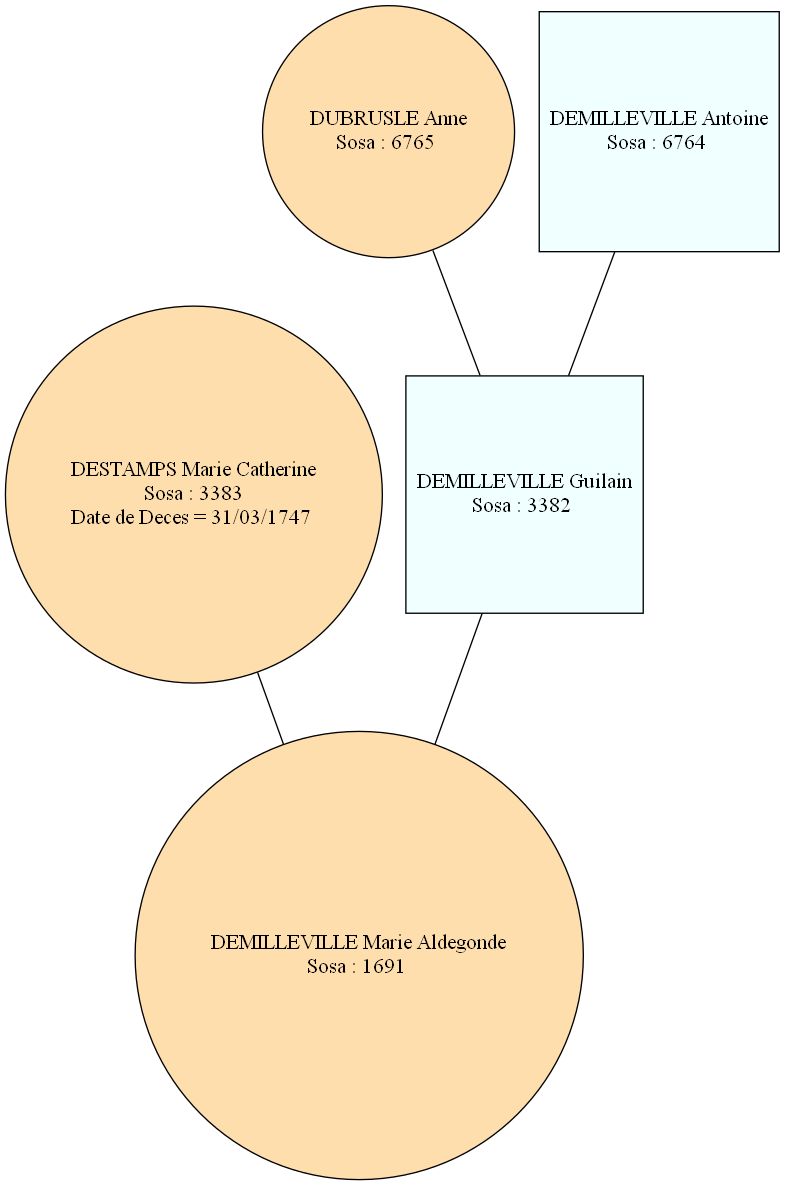 DUBRUSLE Anne
Sosa : 6765
DEMILLEVILLE Antoine
Sosa : 6764
DESTAMPS Marie Catherine
Sosa : 3383
Date de Deces = 31/03/1747
DEMILLEVILLE Guilain
Sosa : 3382
DEMILLEVILLE Marie Aldegonde
Sosa : 1691